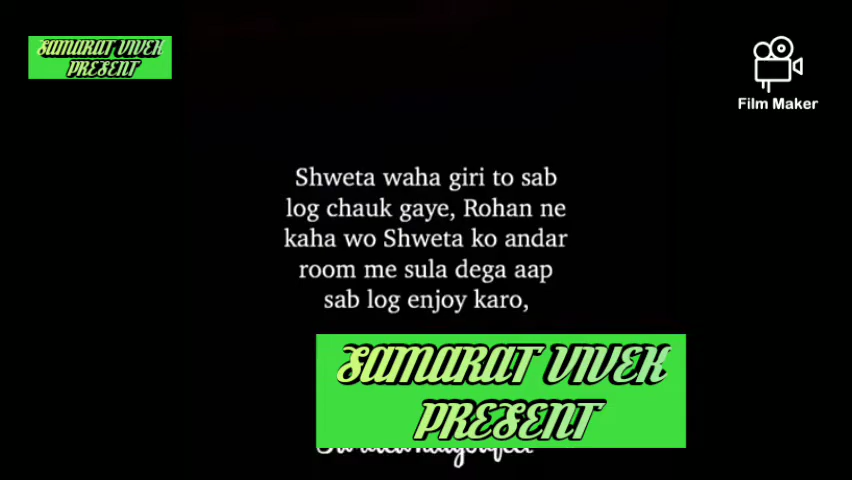 SAMARAT VIVEK
PRESENT
Film Maker
Shweta waha giri to sab
log chauk gaye, Rohan ne
kaha wo Shweta ko andar
room me sula dega aap
sab log enjoy karo,
SAMARAT VIVEK
PRESENT